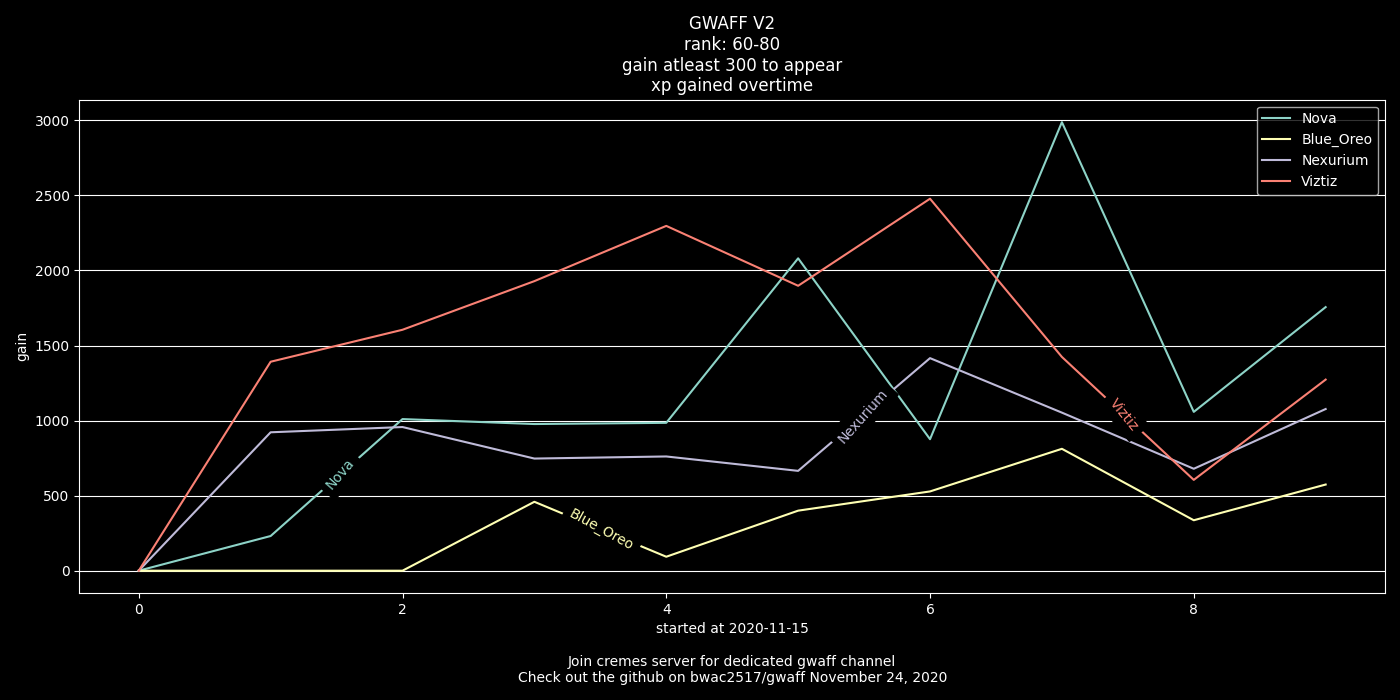 GWAFF V2
rank: 60-80
gain atleast 300 to appear
xp gained overtime
3000
2500
2000
1500
1000
500
0
gain
Nova
Blue_Oreo
Nexurium
Viztiz
Nova
Blue_Oreo
Nexurium
Viztiz
0
2
4
6
8
started at 2020-11-15
Join cremes server for dedicated gwaff channel
Check out the github on bwac2517/gwaff November 24, 2020